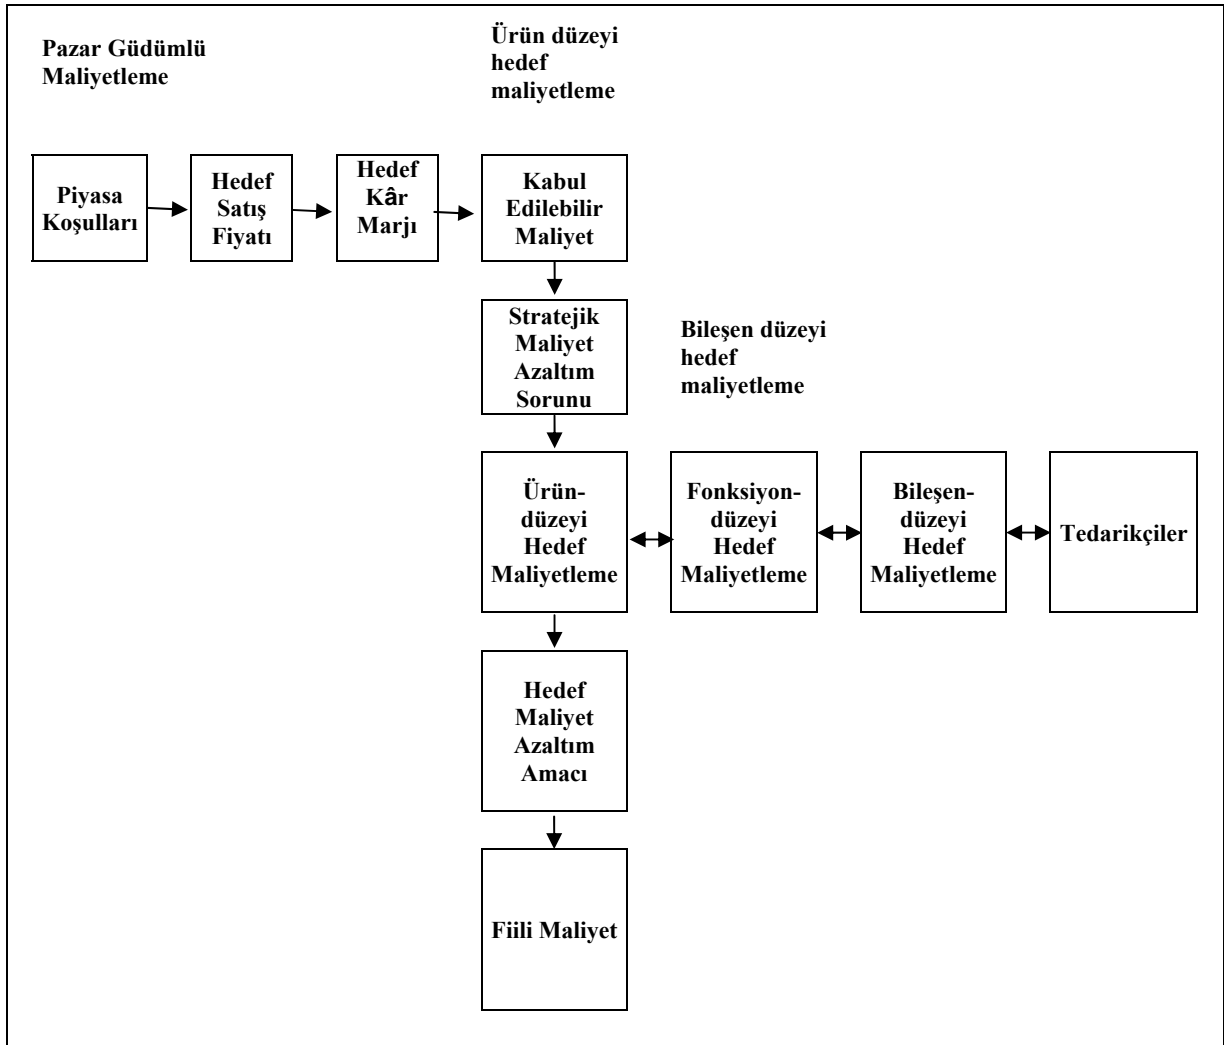 Pazar Güdümlü
Maliyetleme
Ürün düzeyi
hedef
maliyetleme
Piyasa
Koşulları
Hedef
Satış
Fiyatı
Hedef
Kâr
Marjı
Kabul
Edilebilir
Maliyet
Stratejik
Maliyet
Azaltım
Sorunu
Bileşen düzeyi
hedef
maliyetleme
Ürün-
düzeyi
Hedef
Maliyetleme
Fonksiyon-
düzeyi
Hedef
Maliyetleme
Bileşen-
düzeyi
Hedef
Maliyetleme
Tedarikçiler
Hedef
Maliyet
Azaltım
Amacı
Fiili Maliyet